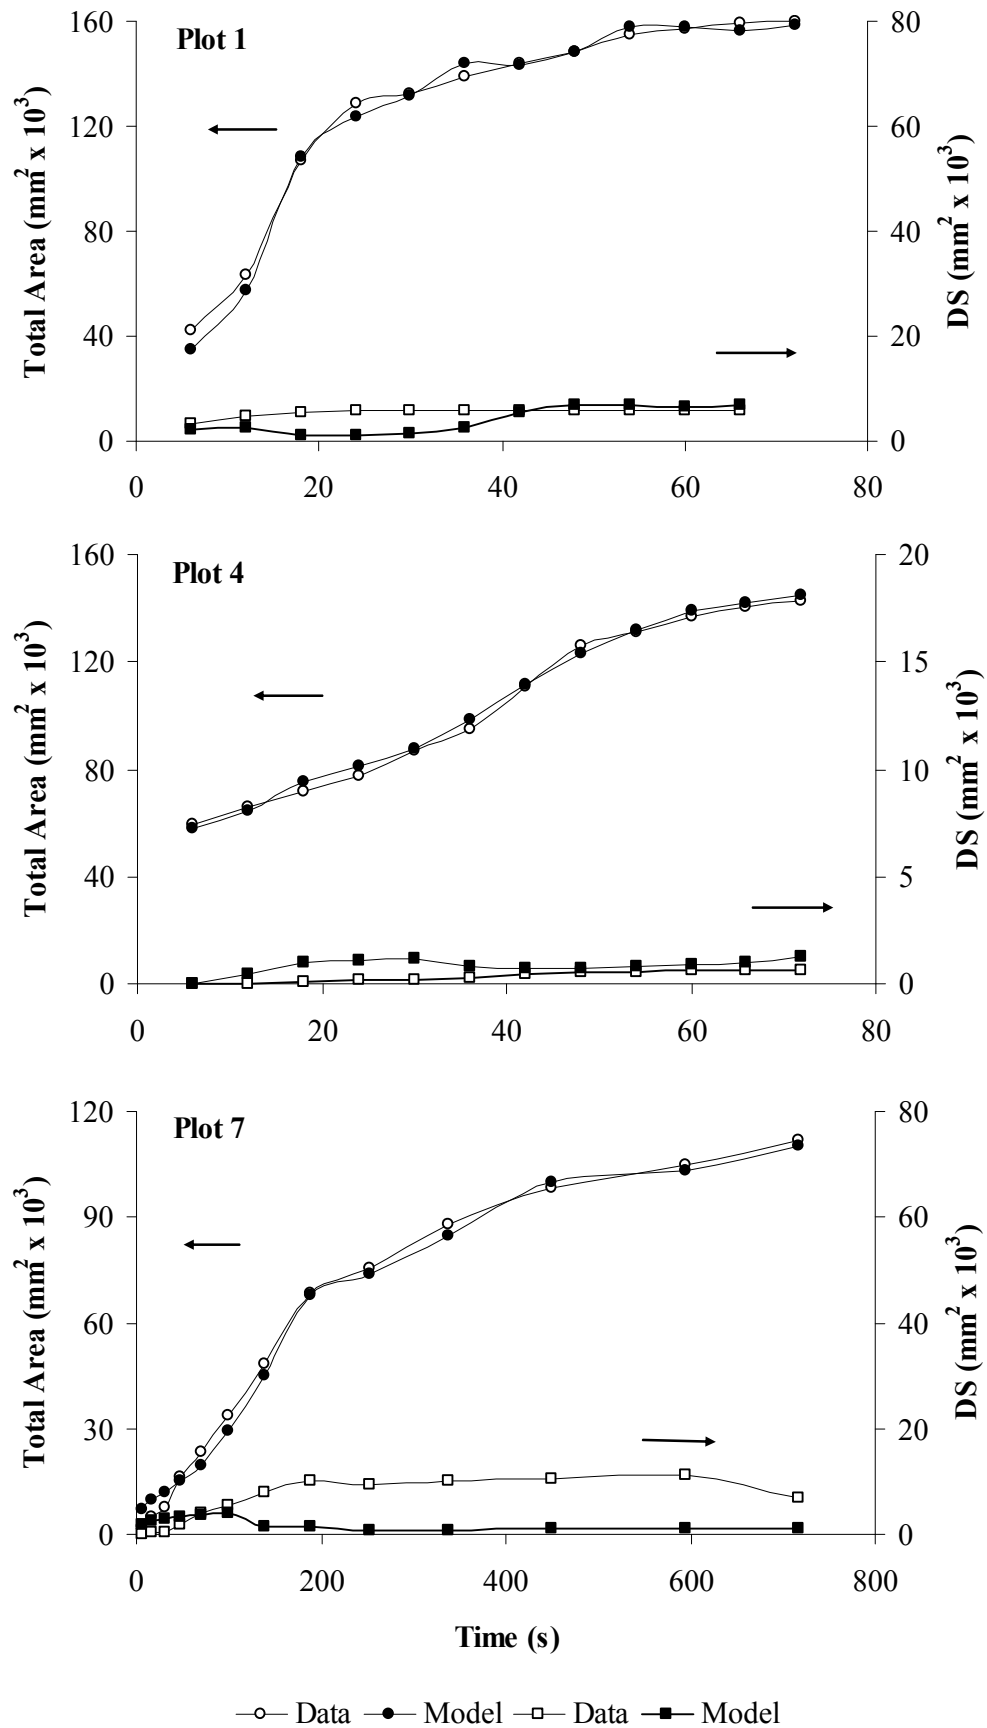 Plot 1
Total Area (mm² x 10³)
160
120
80
40
0
DS (mm² x 10³)
80
60
40
20
0
0 20 40 60 80
Plot 4
Total Area (mm² x 10³)
160
120
80
40
0
DS (mm² x 10³)
20
15
10
5
0
0 20 40 60 80
Plot 7
Total Area (mm² x 10³)
120
90
60
30
0
DS (mm² x 10³)
80
60
40
20
0
0 200 400 600 800
Time (s)
Data Model Data Model